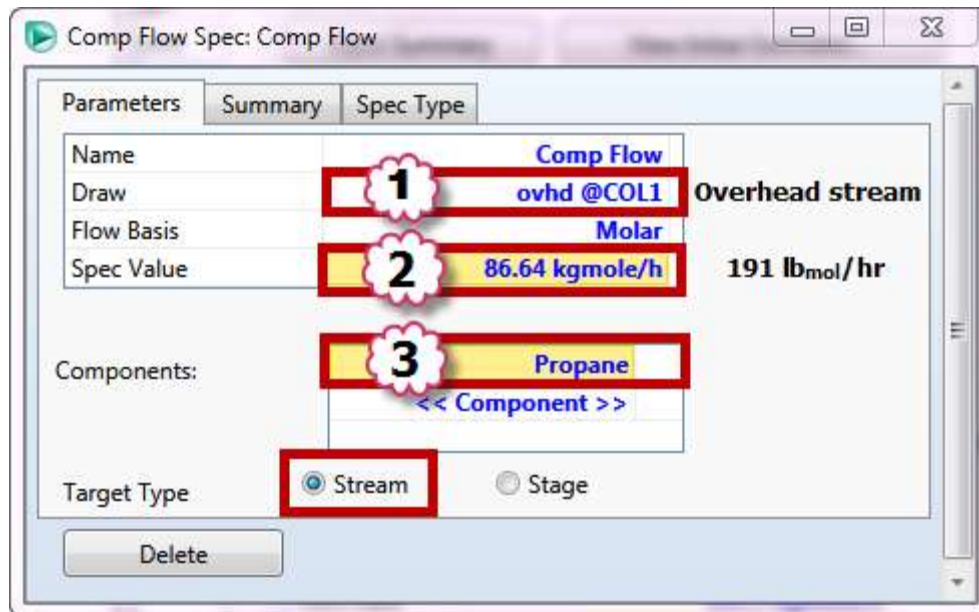 Comp Flow Spec: Comp Flow
Parameters Summary Spec Type
Name Comp Flow
Draw 1 ovhd @COL1 Overhead stream
Flow Basis Molar
Spec Value 2 86.64 kgmole/h 191 lbmol/hr
Components: 3 Propane
<< Component >>
Target Type Stream Stage
Delete